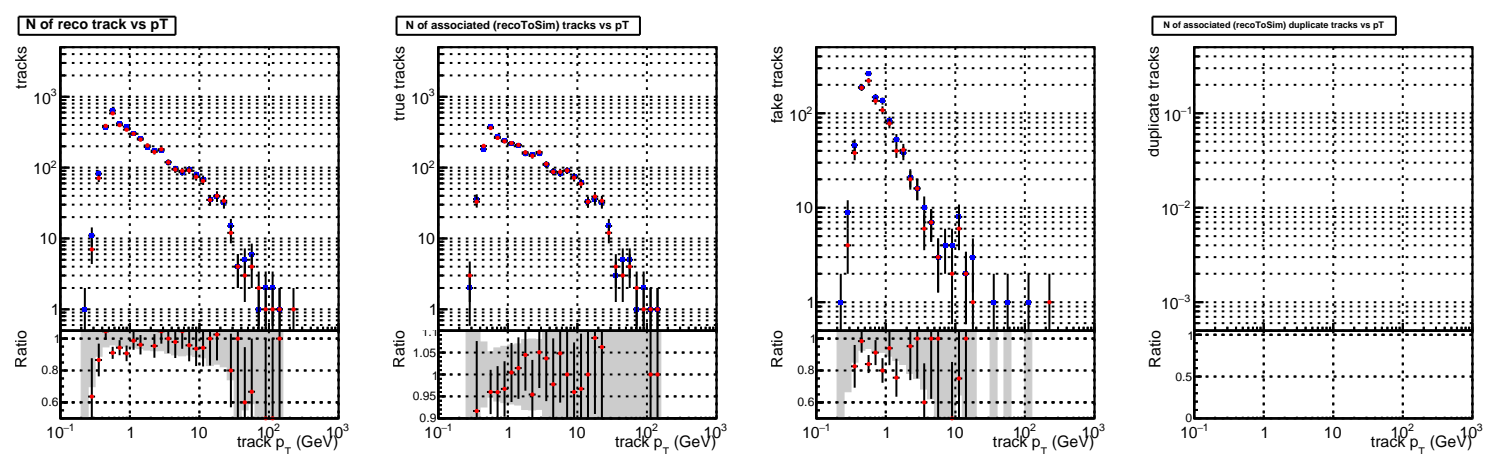 N of reco track vs pT
tracks
10³
10²
10
1
Ratio
1
0.8
0.6
10⁻¹ 1 10 10² 10³
track p_T (GeV)
N of associated (recoToSim) tracks vs pT
true tracks
10³
10²
10
1
Ratio
1.1
1.05
1
0.95
0.9
10⁻¹ 1 10 10² 10³
track p_T (GeV)
fake tracks
10²
10
1
Ratio
1
0.8
0.6
10⁻¹ 1 10 10² 10³
track p_T (GeV)
N of associated (recoToSim) duplicate tracks vs pT
duplicate tracks
10⁻¹
10⁻²
10⁻³
Ratio
1
0.5
0
10⁻¹ 1 10 10² 10³
track p_T (GeV)